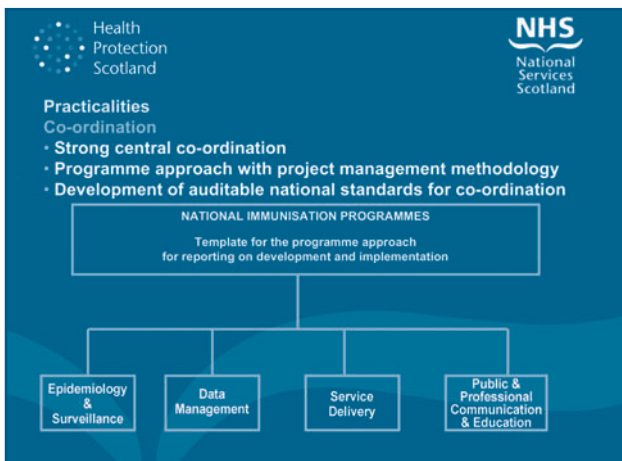 Health
Protection
Scotland
NHS
National
Services
Scotland
Practicalities
Co-ordination
• Strong central co-ordination
• Programme approach with project management methodology
• Development of auditable national standards for co-ordination
NATIONAL IMMUNISATION PROGRAMMES
Template for the programme approach
for reporting on development and implementation
Epidemiology
&
Surveillance
Data
Management
Service
Delivery
Public &
Professional
Communication
& Education